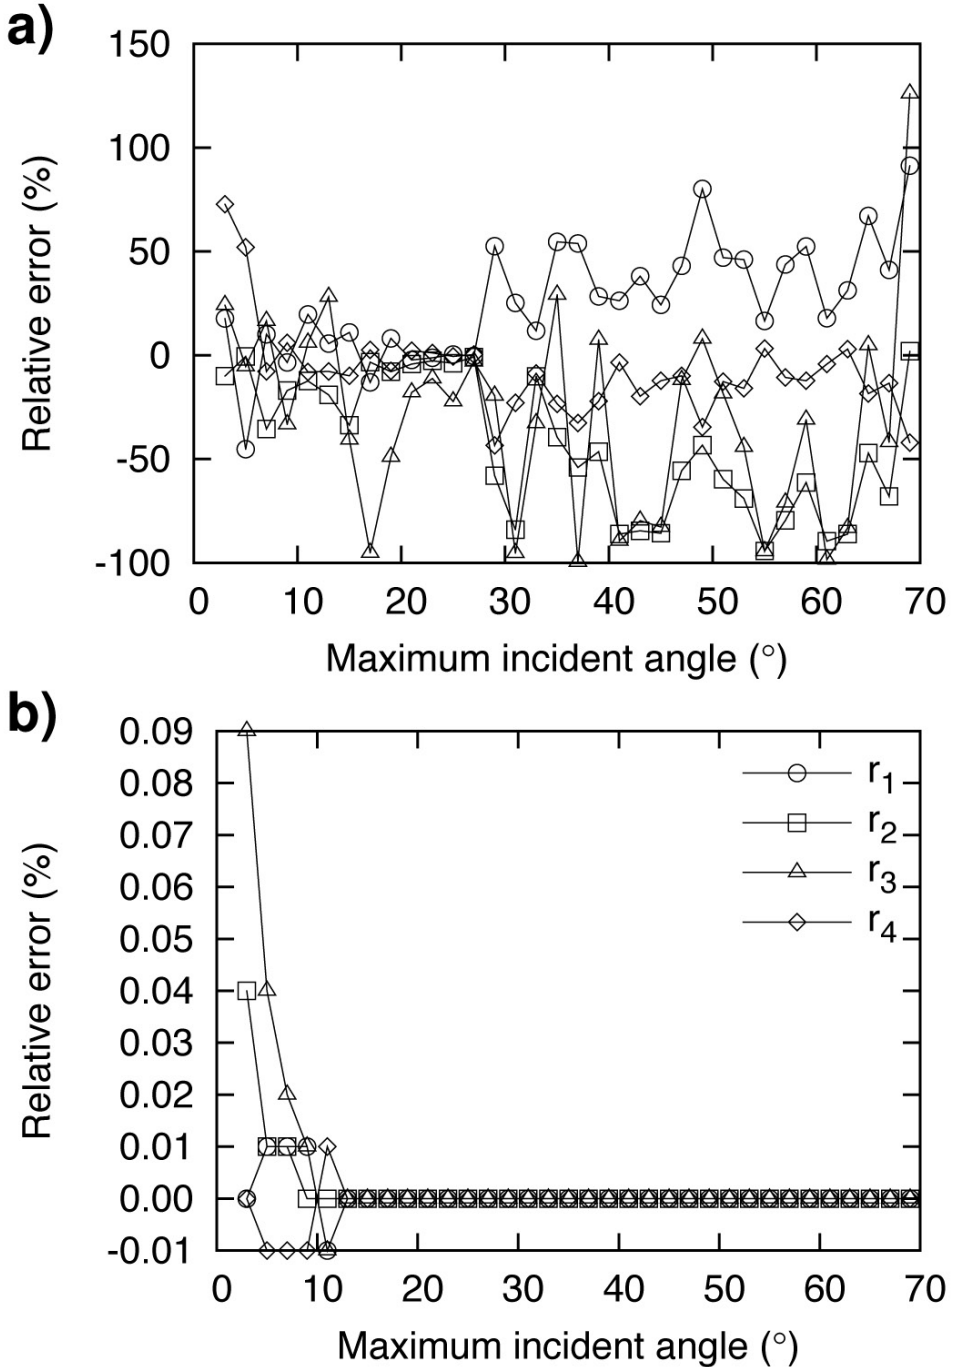 a)
150
100
50
0
-50
-100
Relative error (%)
0 10 20 30 40 50 60 70
Maximum incident angle (°)
b)
0.09
0.08
0.07
0.06
0.05
0.04
0.03
0.02
0.01
0.00
-0.01
Relative error (%)
r1
r2
r3
r4
0 10 20 30 40 50 60 70
Maximum incident angle (°)